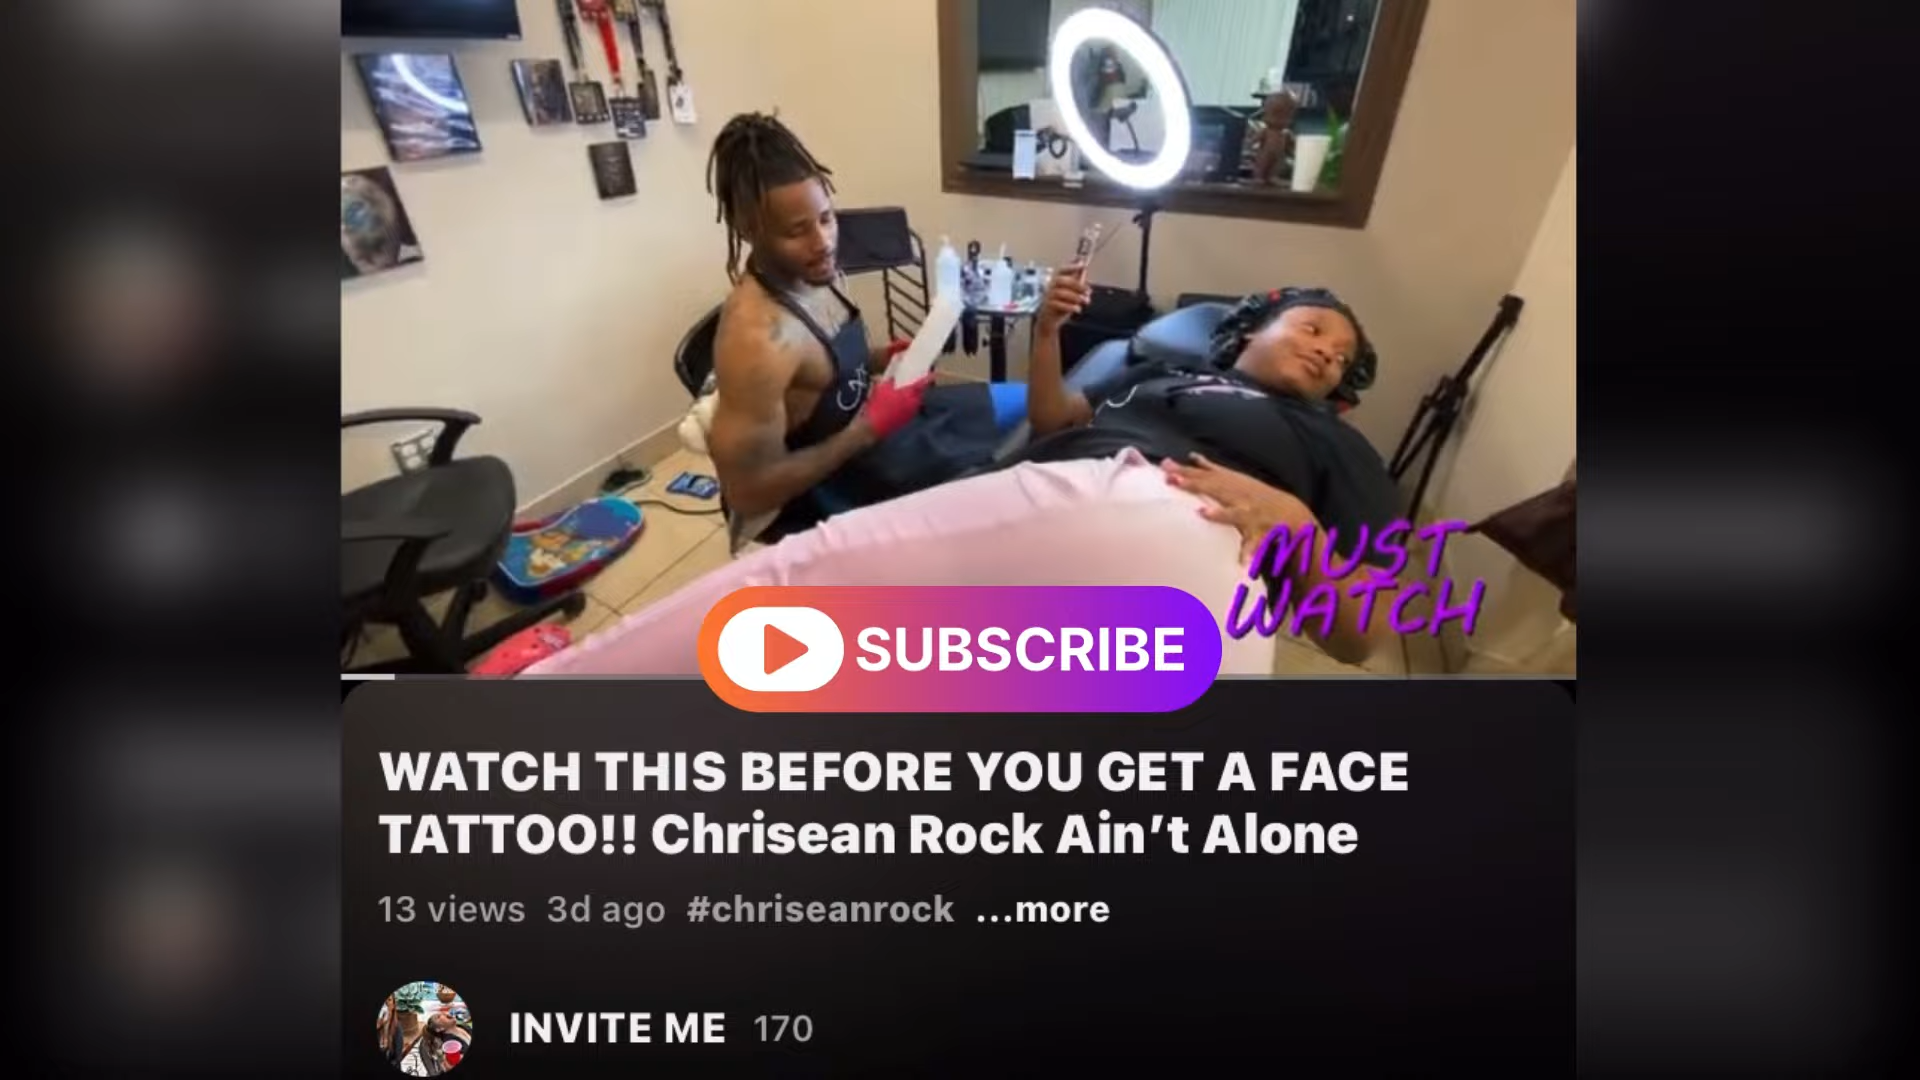 MUST
WATCH
SUBSCRIBE
WATCH THIS BEFORE YOU GET A FACE
TATTOO!! Chrisean Rock Ain't Alone
13 views 3d ago #chriseanrock ...more
INVITE ME 170